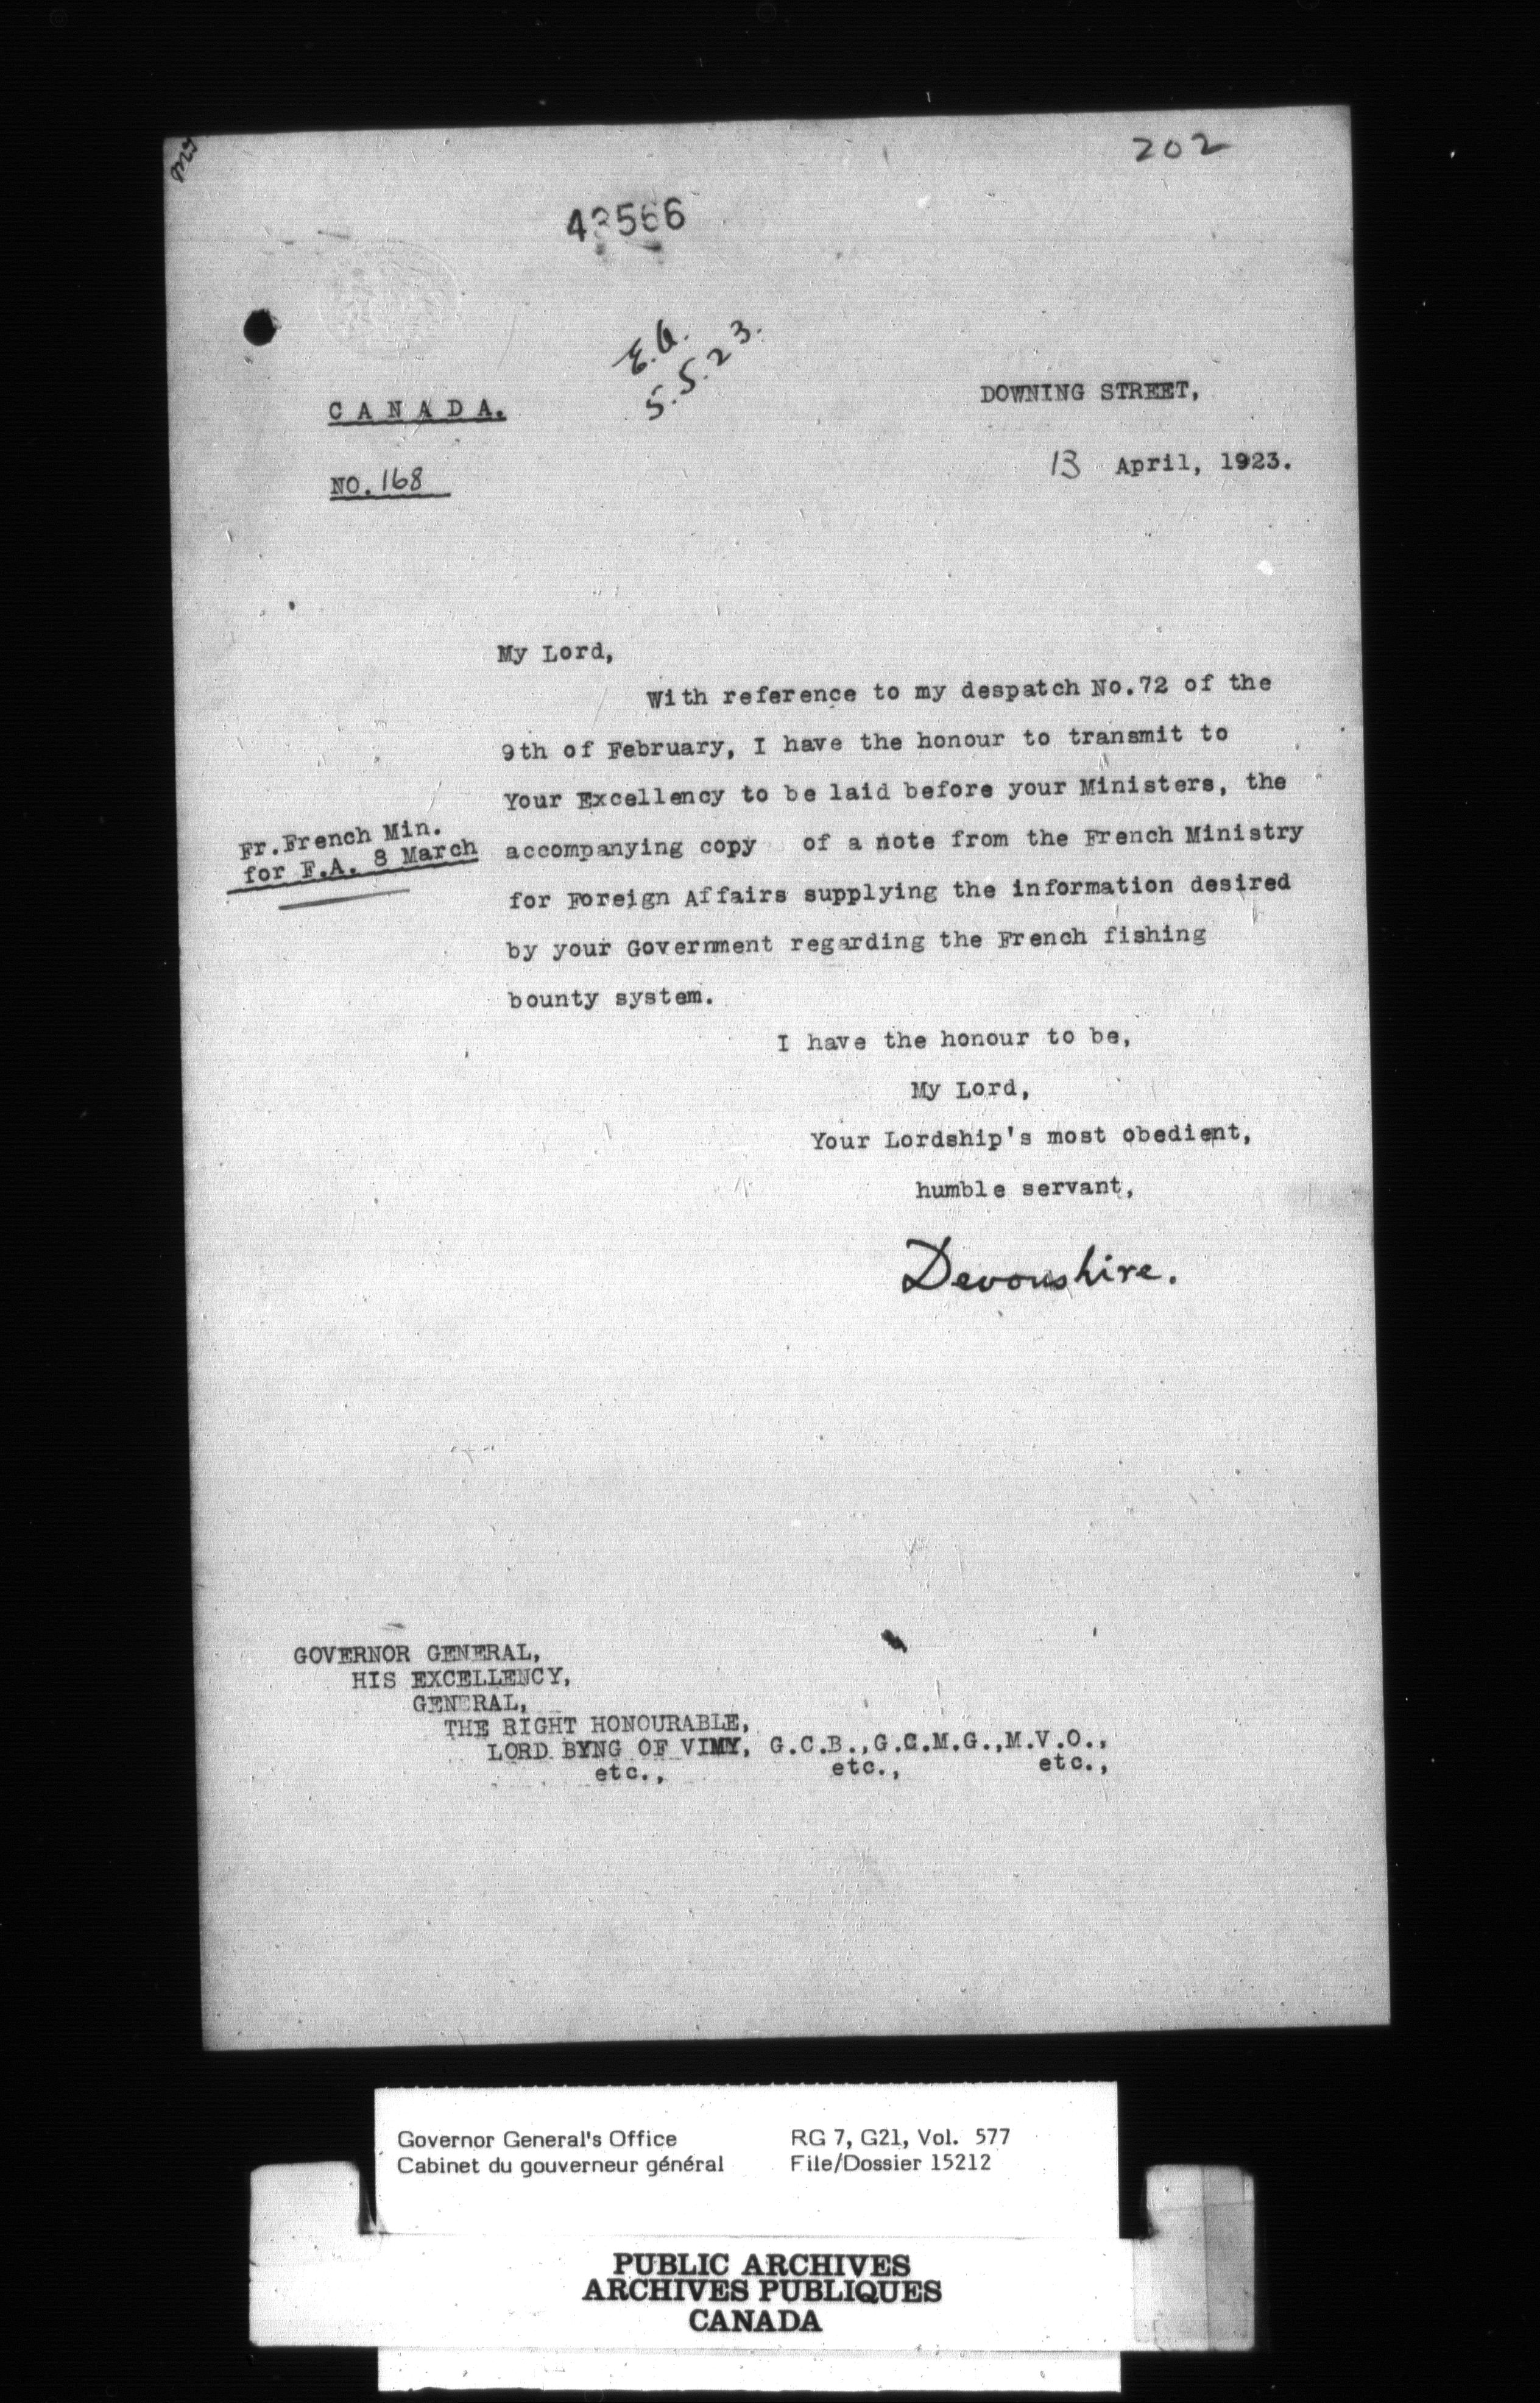 202
43566
E.G.
5.5.23.
CANADA.
DOWNING STREET,
NO. 168
13 April, 1923.
My Lord,
With reference to my despatch No.72 of the
9th of February, I have the honour to transmit to
Your Excellency to be laid before your Ministers, the
Fr.French Min.
for F.A. 8 March
accompanying copy of a note from the French Ministry
for Foreign Affairs supplying the information desired
by your Government regarding the French fishing
bounty system.
I have the honour to be,
My Lord,
Your Lordship's most obedient,
humble servant,
Devonshire.
GOVERNOR GENERAL,
HIS EXCELLENCY,
GENERAL,
THE RIGHT HONOURABLE,
LORD BYNG OF VIMY, G.C.B.,G.C.M.G.,M.V.O.,
etc., etc., etc.,
Governor General's Office RG 7, G21, Vol. 577
Cabinet du gouverneur général File/Dossier 15212
PUBLIC ARCHIVES
ARCHIVES PUBLIQUES
CANADA